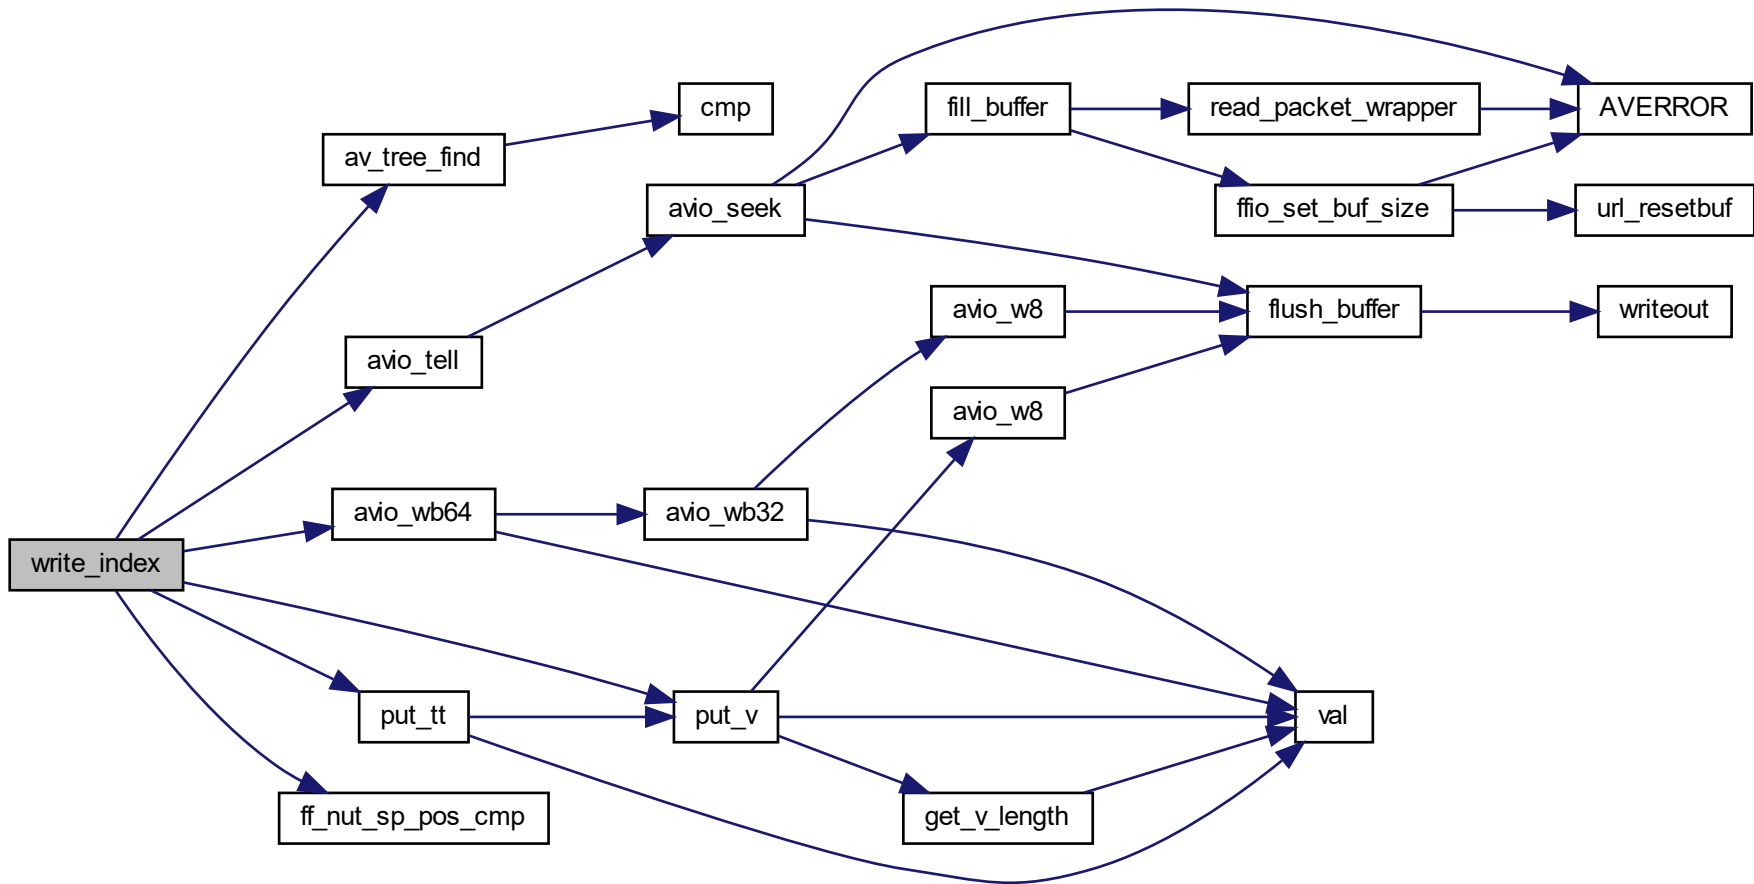 cmp
fill_buffer
read_packet_wrapper
AVERROR
av_tree_find
avio_seek
ffio_set_buf_size
url_resetbuf
avio_w8
flush_buffer
writeout
avio_tell
avio_w8
avio_wb64
avio_wb32
write_index
put_tt
put_v
val
ff_nut_sp_pos_cmp
get_v_length